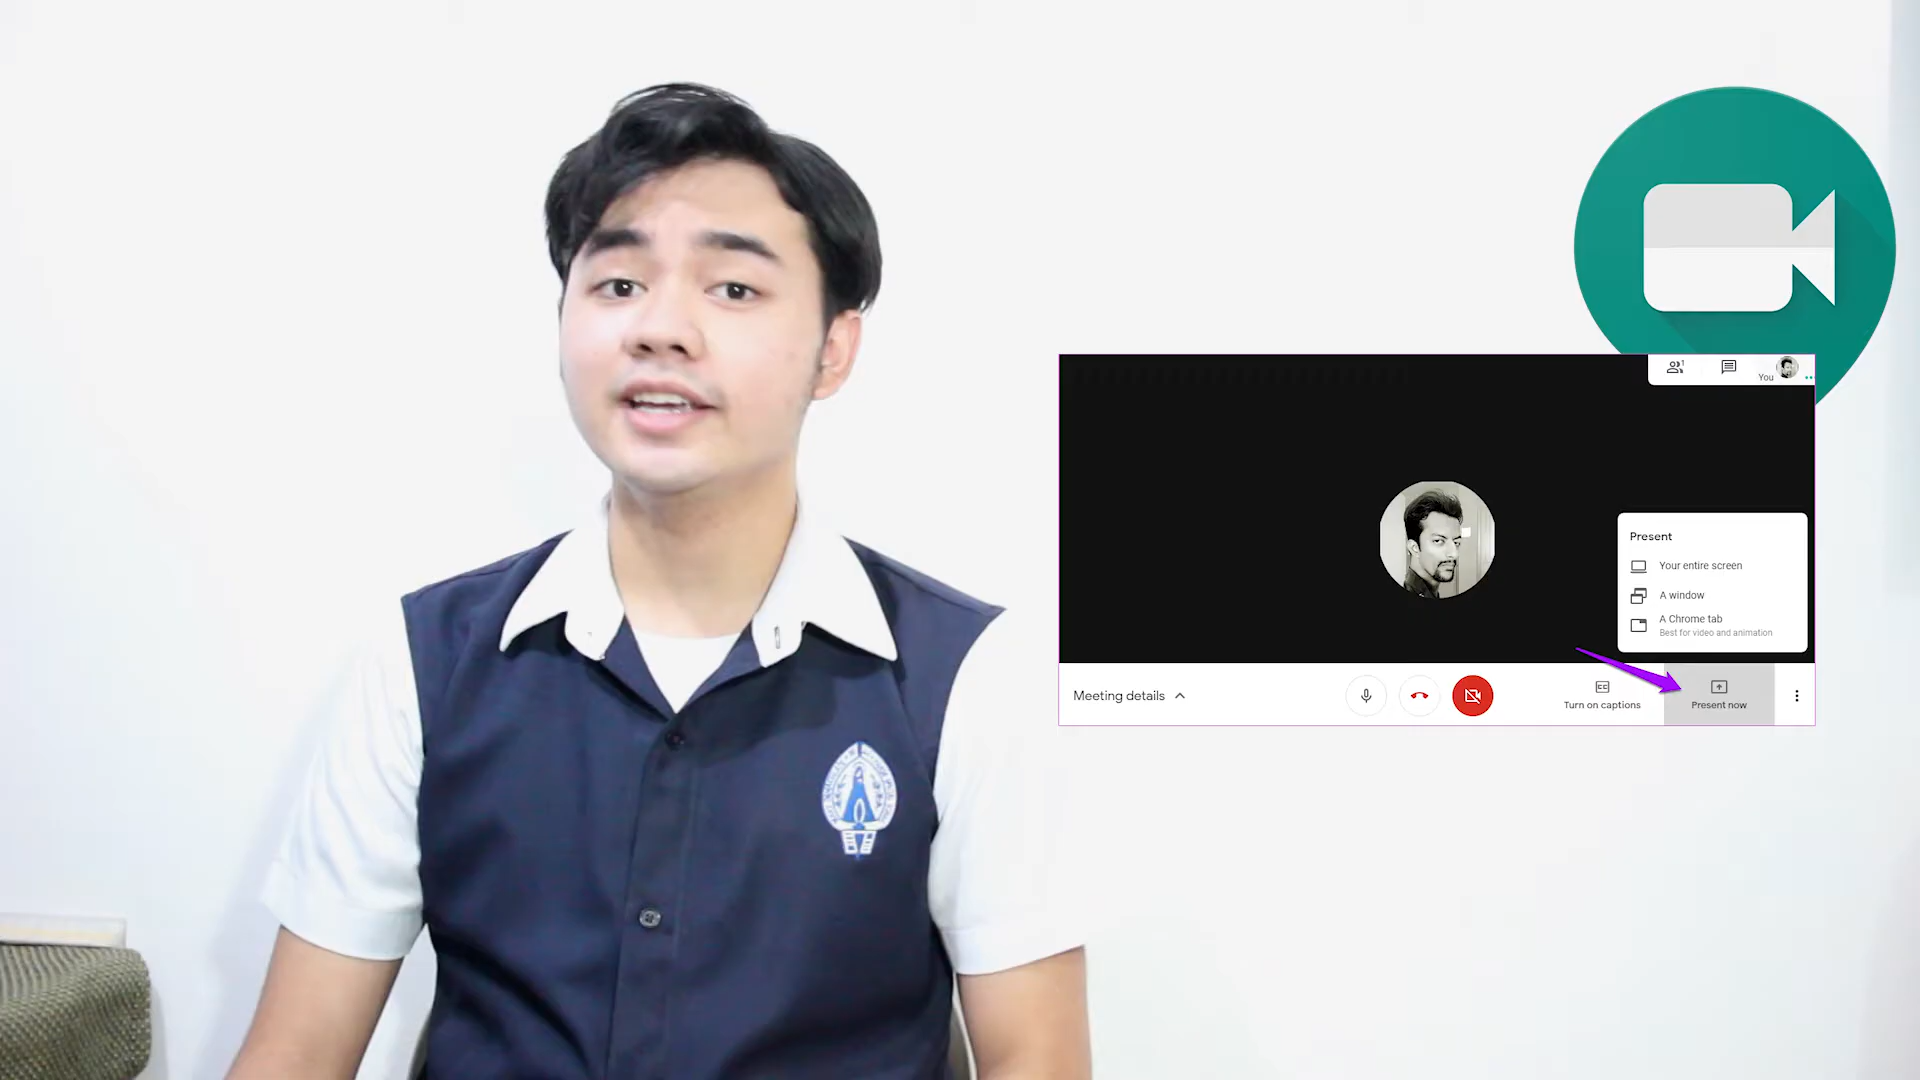 You
Present
Your entire screen
A window
A Chrome tab
Best for video and animation
Meeting details
Turn on captions
Present now